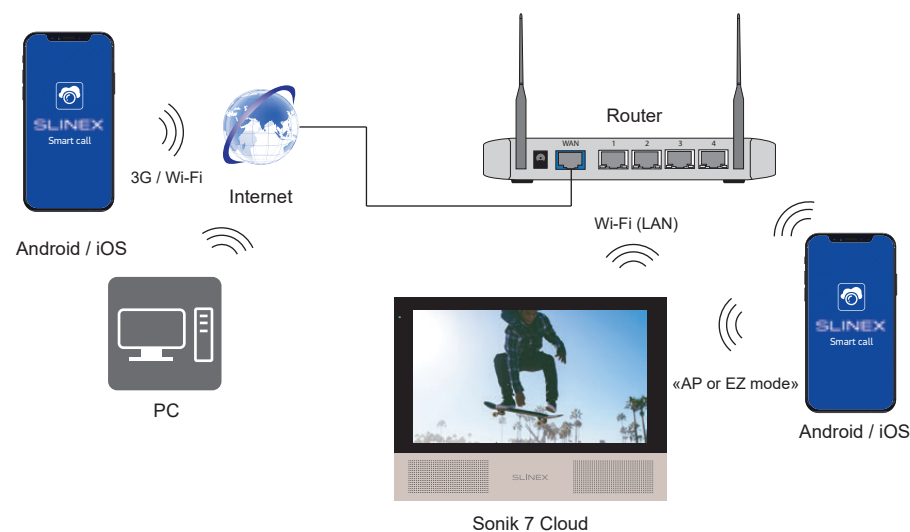 SLINEX
Smart call
3G / Wi-Fi
Android / iOS
Internet
PC
Router
WAN
1
2
3
4
Wi-Fi (LAN)
SLINEX
Sonik 7 Cloud
«AP or EZ mode»
SLINEX
Smart call
Android / iOS